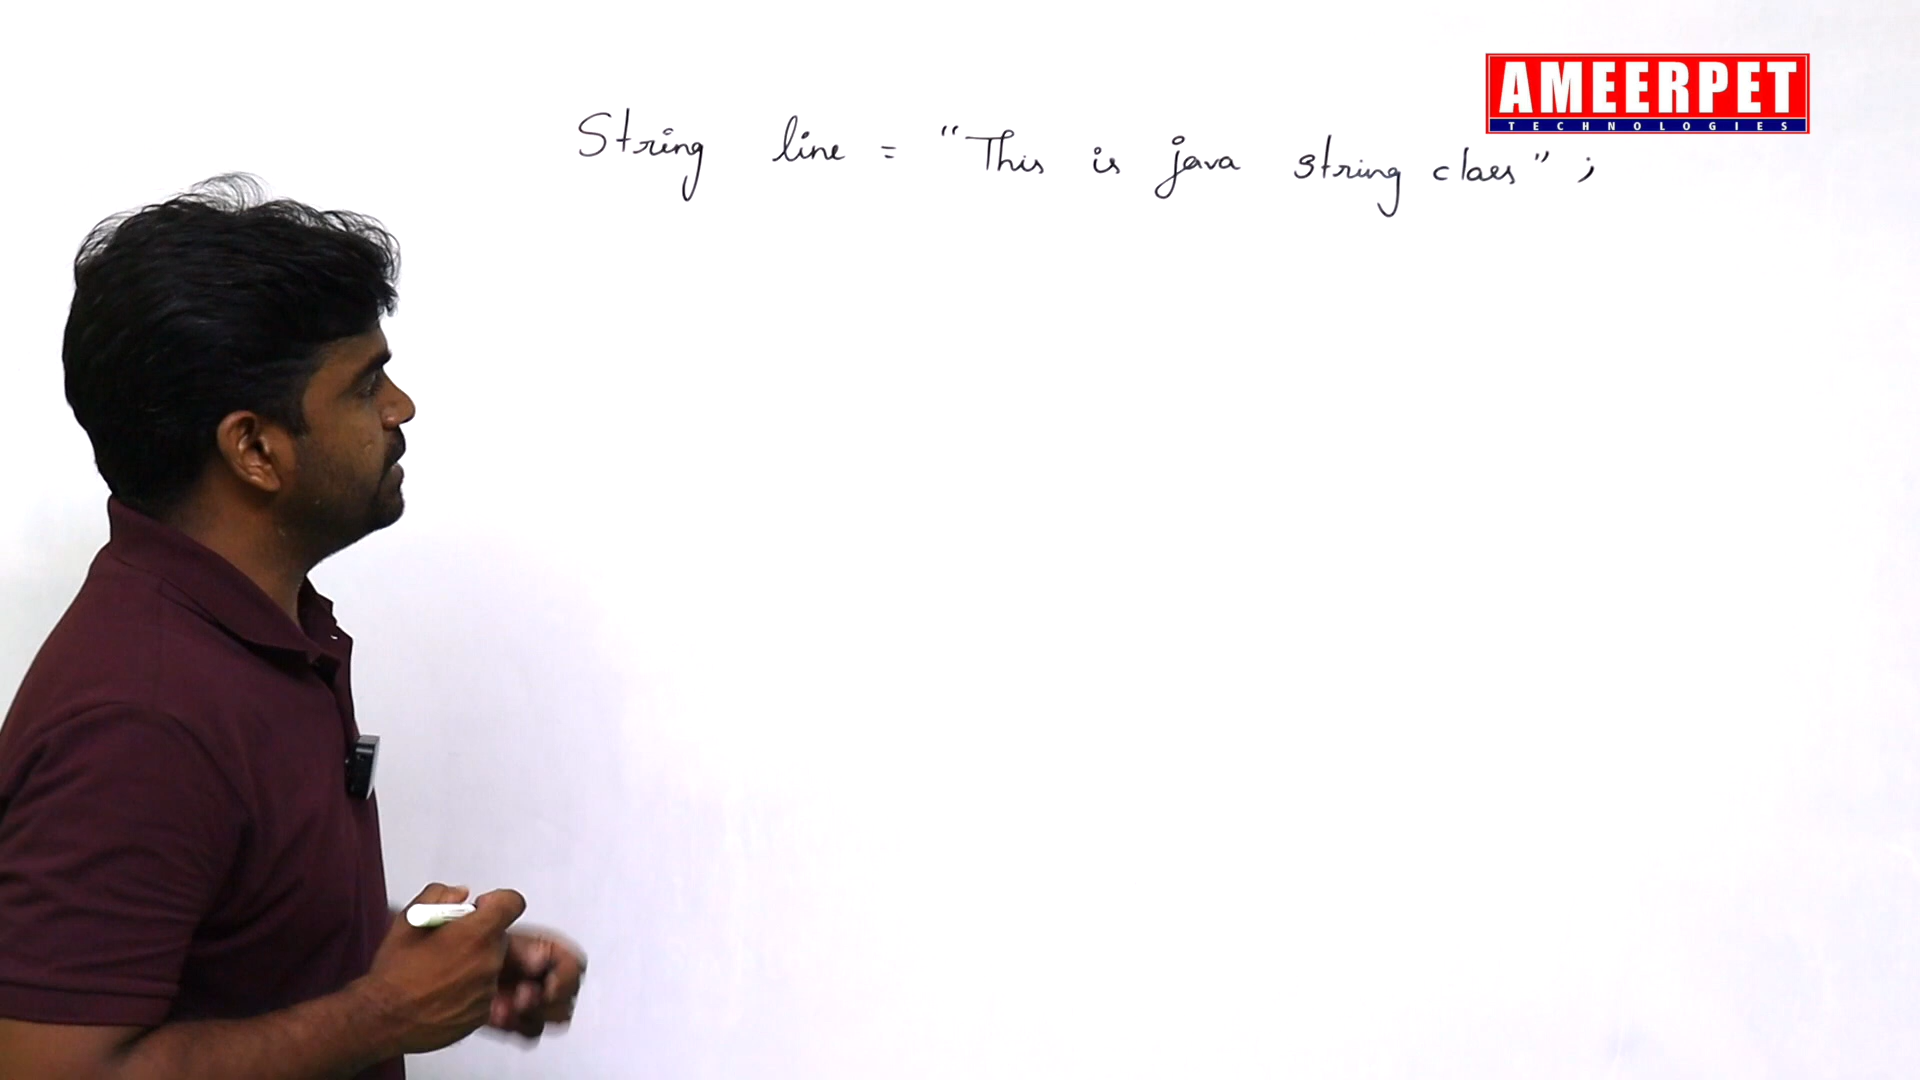 AMEERPET
TECHNOLOGIES
String line = "This is java string class" ;